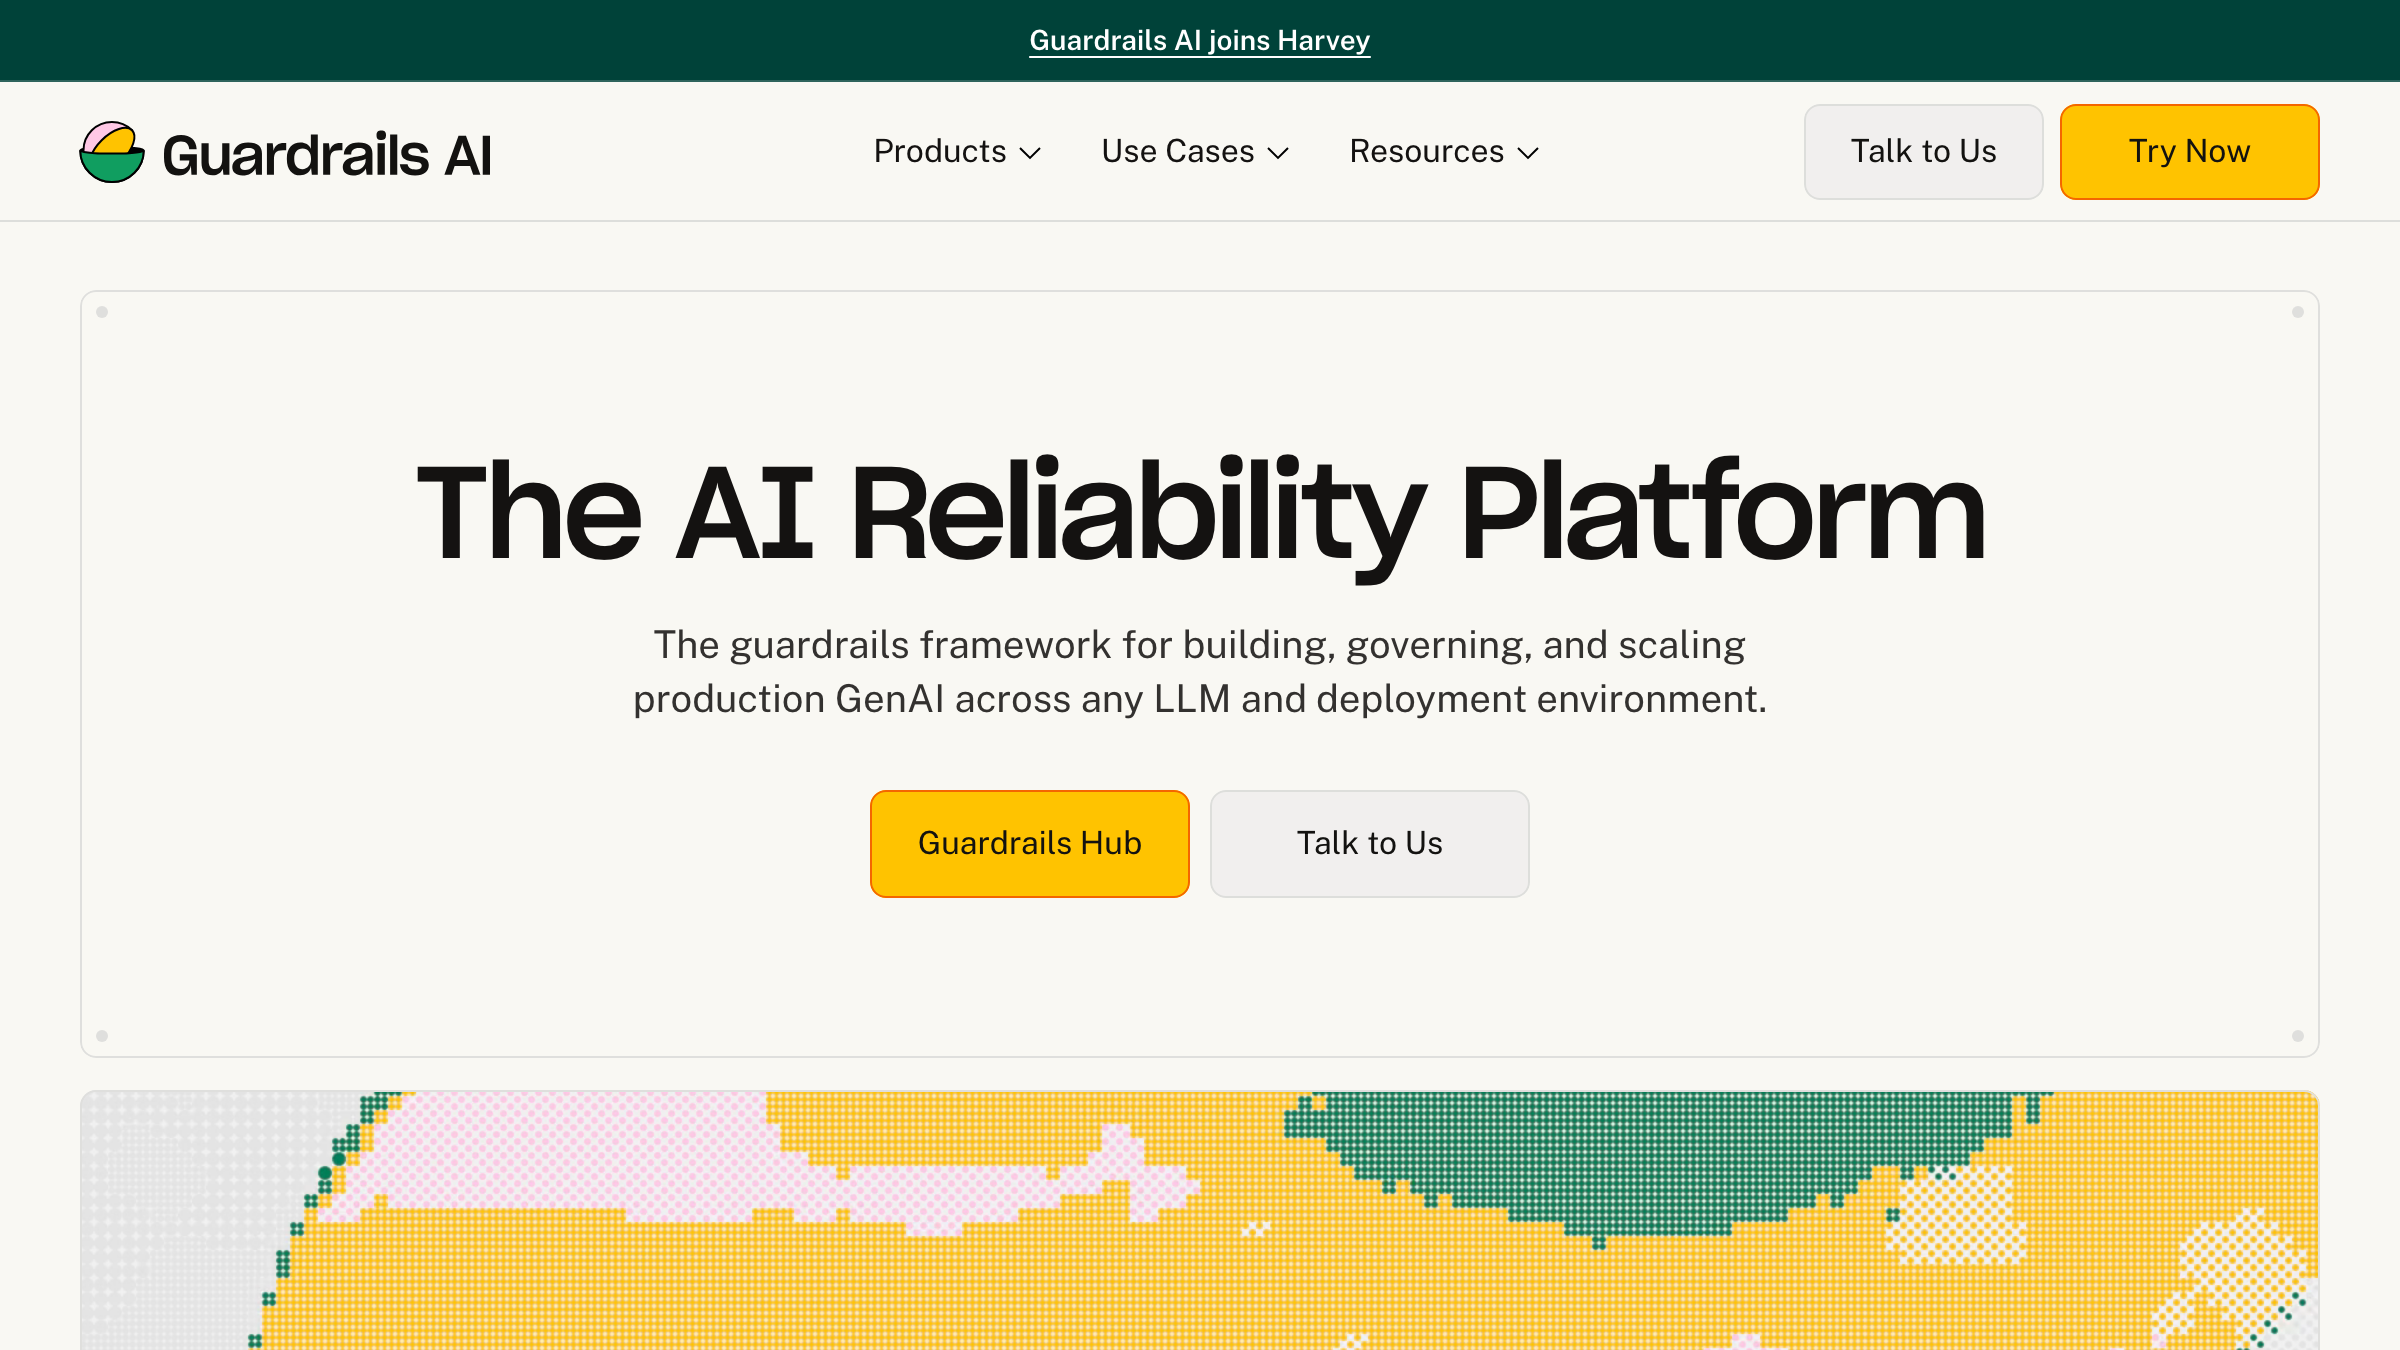 Guardrails AI joins Harvey
Guardrails AI
Products
Use Cases
Resources
Talk to Us
Try Now
The AI Reliability Platform
The guardrails framework for building, governing, and scaling
production GenAI across any LLM and deployment environment.
Guardrails Hub
Talk to Us